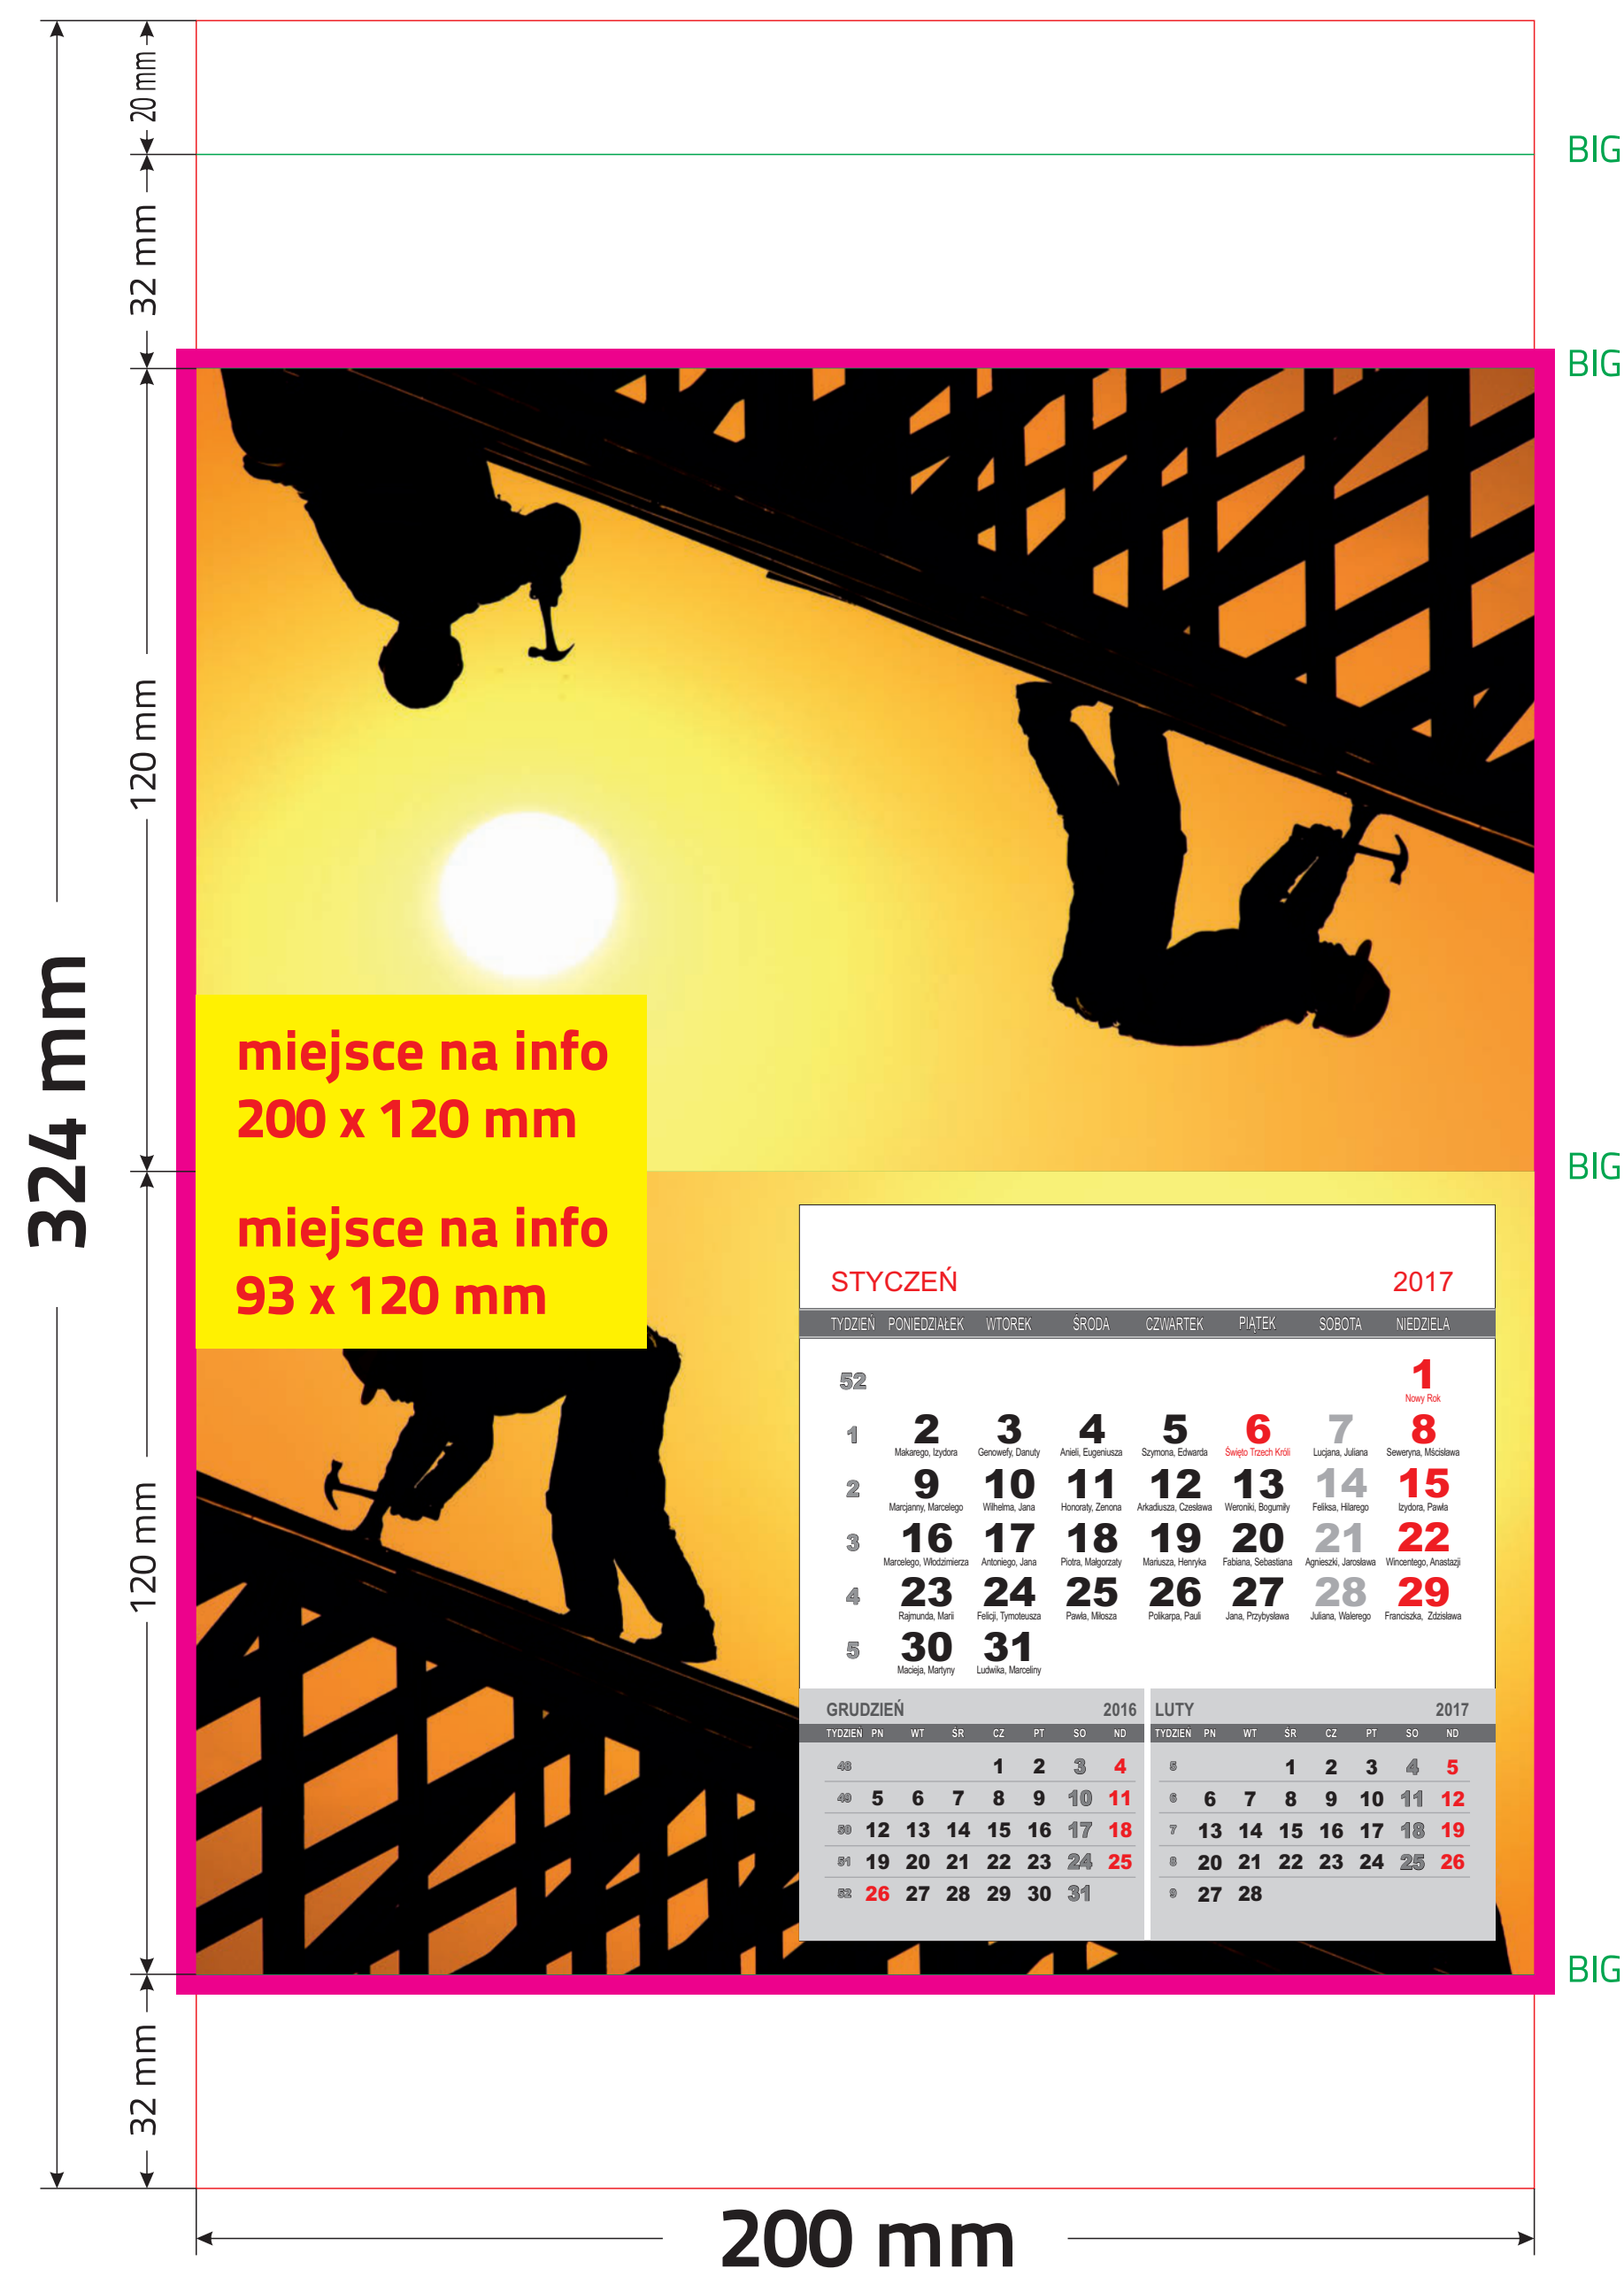 20 mm
BIG
32 mm
BIG
120 mm
324 mm
miejsce na info
200 x 120 mm
BIG
miejsce na info
93 x 120 mm
120 mm
STYCZEŃ 2017
TYDZIEŃ PONIEDZIAŁEK WTOREK ŚRODA CZWARTEK PIĄTEK SOBOTA NIEDZIELA
52 1
Nowy Rok
1 2 3 4 5 6 7 8
Makarego, Izydora Genowefy, Danuty Anieli, Eugeniusza Szymona, Edwarda Święto Trzech Króli Lucjana, Juliana Seweryna, Mścisława
2 9 10 11 12 13 14 15
Marcjanny, Marcelego Wilhelma, Jana Honoraty, Zenona Arkadiusza, Czesława Weroniki, Bogumiły Feliksa, Hilarego Izydora, Pawła
3 16 17 18 19 20 21 22
Marcelego, Włodzimierza Antoniego, Jana Piotra, Małgorzaty Mariusza, Henryka Fabiana, Sebastiana Agnieszki, Jarosława Wincentego, Anastazji
4 23 24 25 26 27 28 29
Rajmunda, Marii Felicji, Tymoteusza Pawła, Miłosza Polikarpa, Pauli Jana, Przybysława Juliana, Walerego Franciszka, Zdzisława
5 30 31
Macieja, Martyny Ludwika, Marceliny
GRUDZIEŃ 2016
TYDZIEŃ PN WT ŚR CZ PT SO ND
48 1 2 3 4
49 5 6 7 8 9 10 11
50 12 13 14 15 16 17 18
51 19 20 21 22 23 24 25
52 26 27 28 29 30 31
LUTY 2017
TYDZIEŃ PN WT ŚR CZ PT SO ND
5 1 2 3 4 5
6 6 7 8 9 10 11 12
7 13 14 15 16 17 18 19
8 20 21 22 23 24 25 26
9 27 28
BIG
32 mm
200 mm